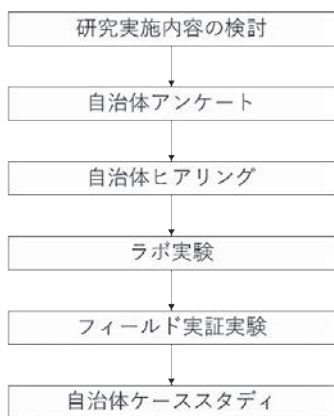 研究実施内容の検討
自治体アンケート
自治体ヒアリング
ラボ実験
フィールド実証実験
自治体ケーススタディ